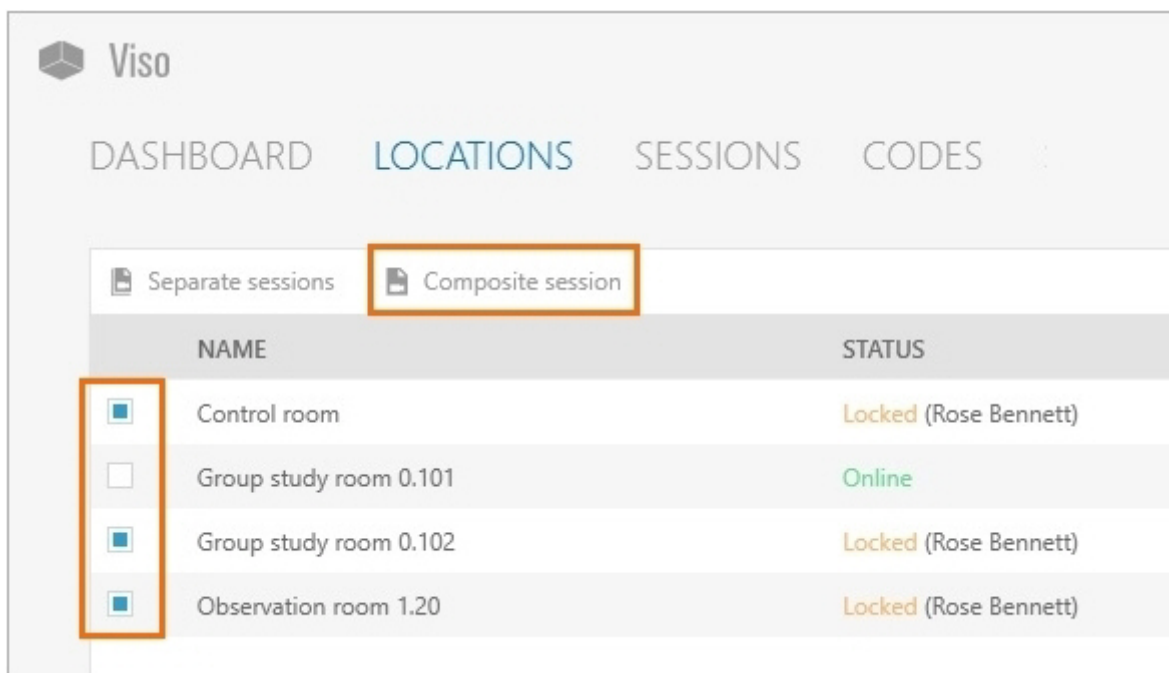 Viso
DASHBOARD LOCATIONS SESSIONS CODES
Separate sessions Composite session
NAME STATUS
Control room Locked (Rose Bennett)
Group study room 0.101 Online
Group study room 0.102 Locked (Rose Bennett)
Observation room 1.20 Locked (Rose Bennett)